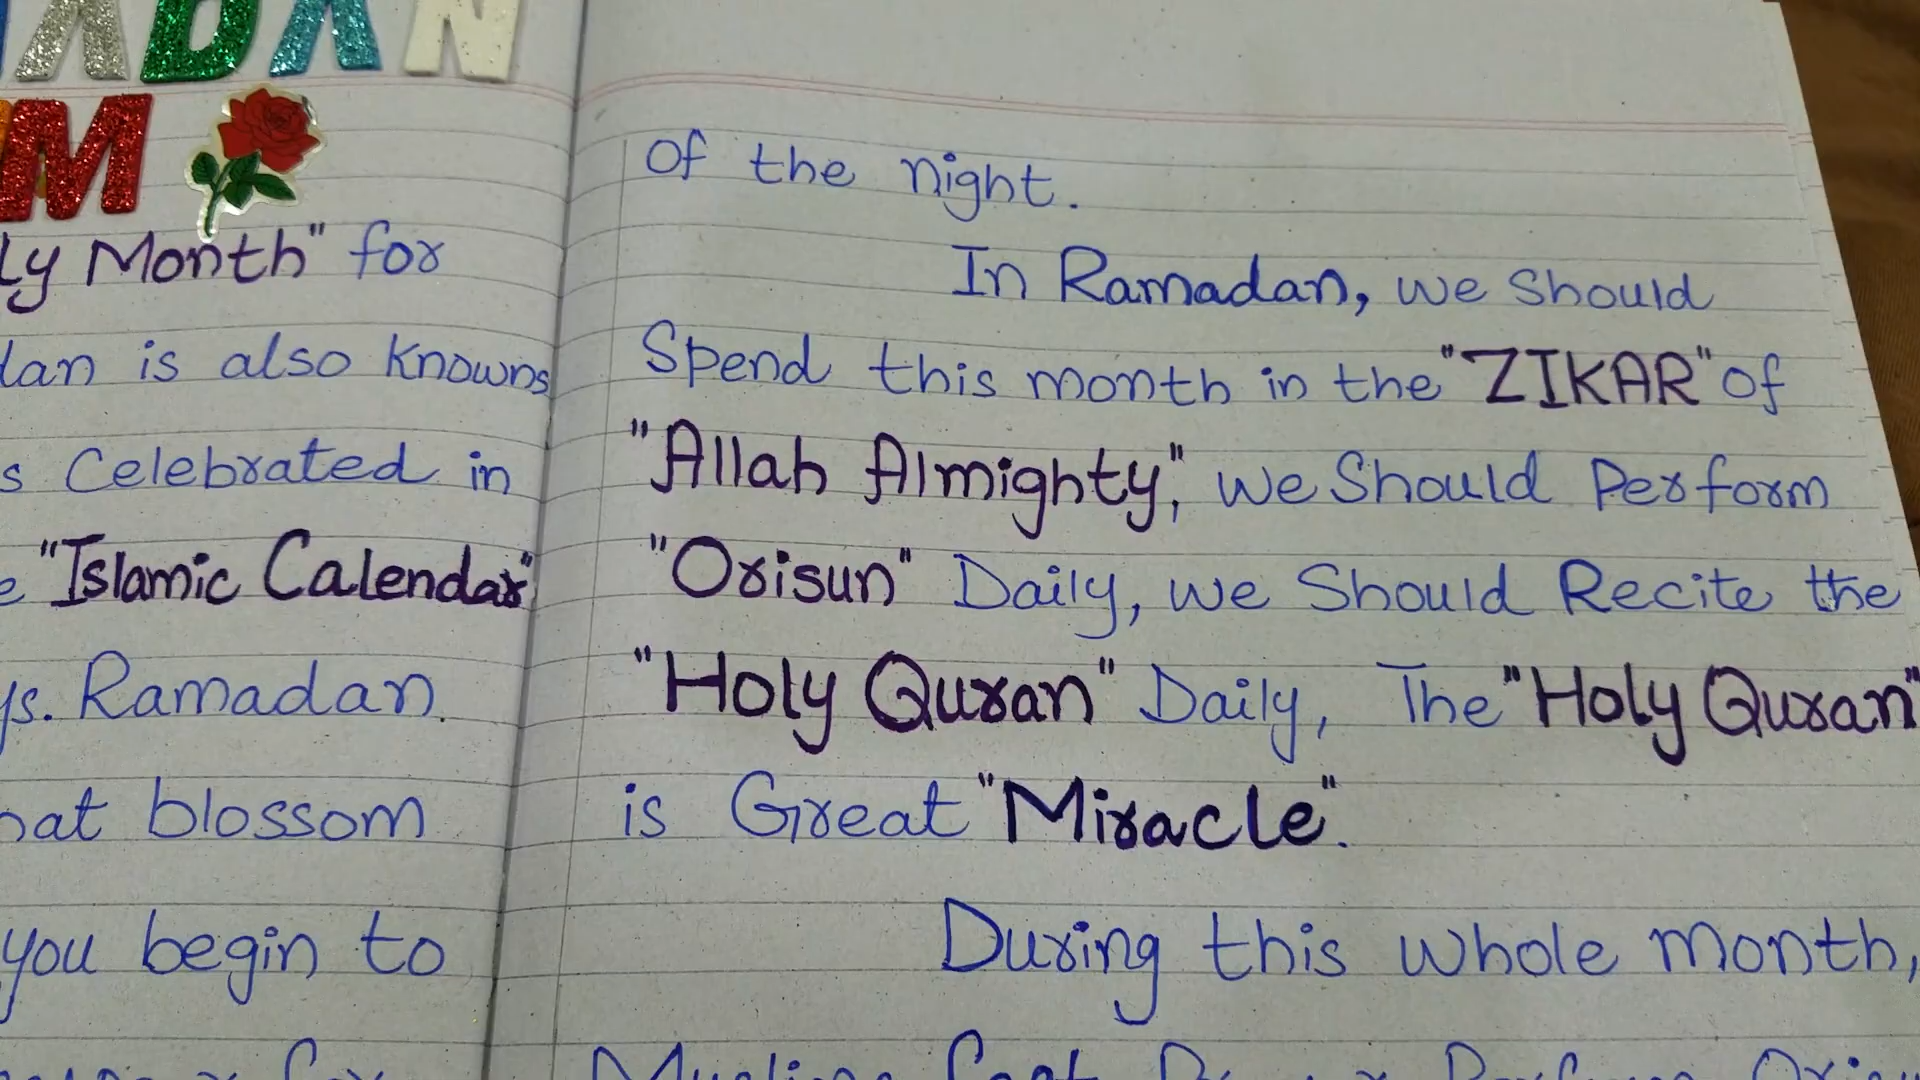 ADAN
M
ly Month" for
dan is also Knowns
s Celebrated in
e "Islamic Calendar"
ys. Ramadan.
hat blossom
you begin to
of the night.
In Ramadan, we Should
Spend this month in the "ZIKAR" of
"Allah Almighty", we Should Perform
"Orisun" Daily, we Should Recite the
"Holy Quran" Daily, The "Holy Quran"
is Great "Miracle".
During this whole month,